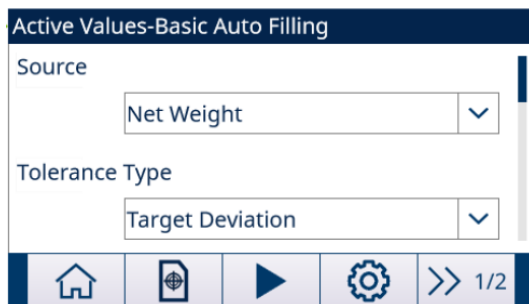 Active Values-Basic Auto Filling
Source
Net Weight
Tolerance Type
Target Deviation
1/2